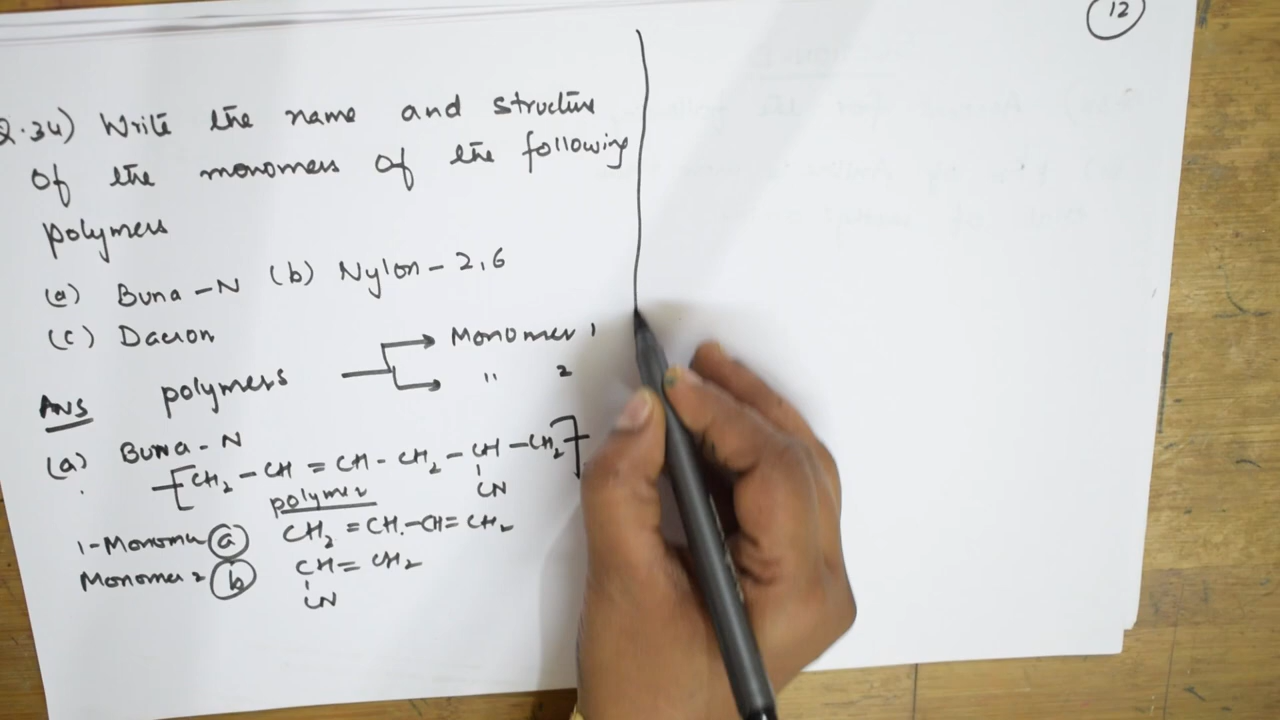 12
Q.34) Write the name and structure
of the monomers of the following
polymers
(a) Buna-N (b) Nylon-2,6
(c) Dacron
Ans polymers → Monomer 1
→ " 2
(a) Buna-N
[CH2-CH=CH-CH2-CH-CH2]
CN
polymer
1-Monomer (a) CH2=CH-CH=CH2
Monomer 2 (b) CH=CH2
CN